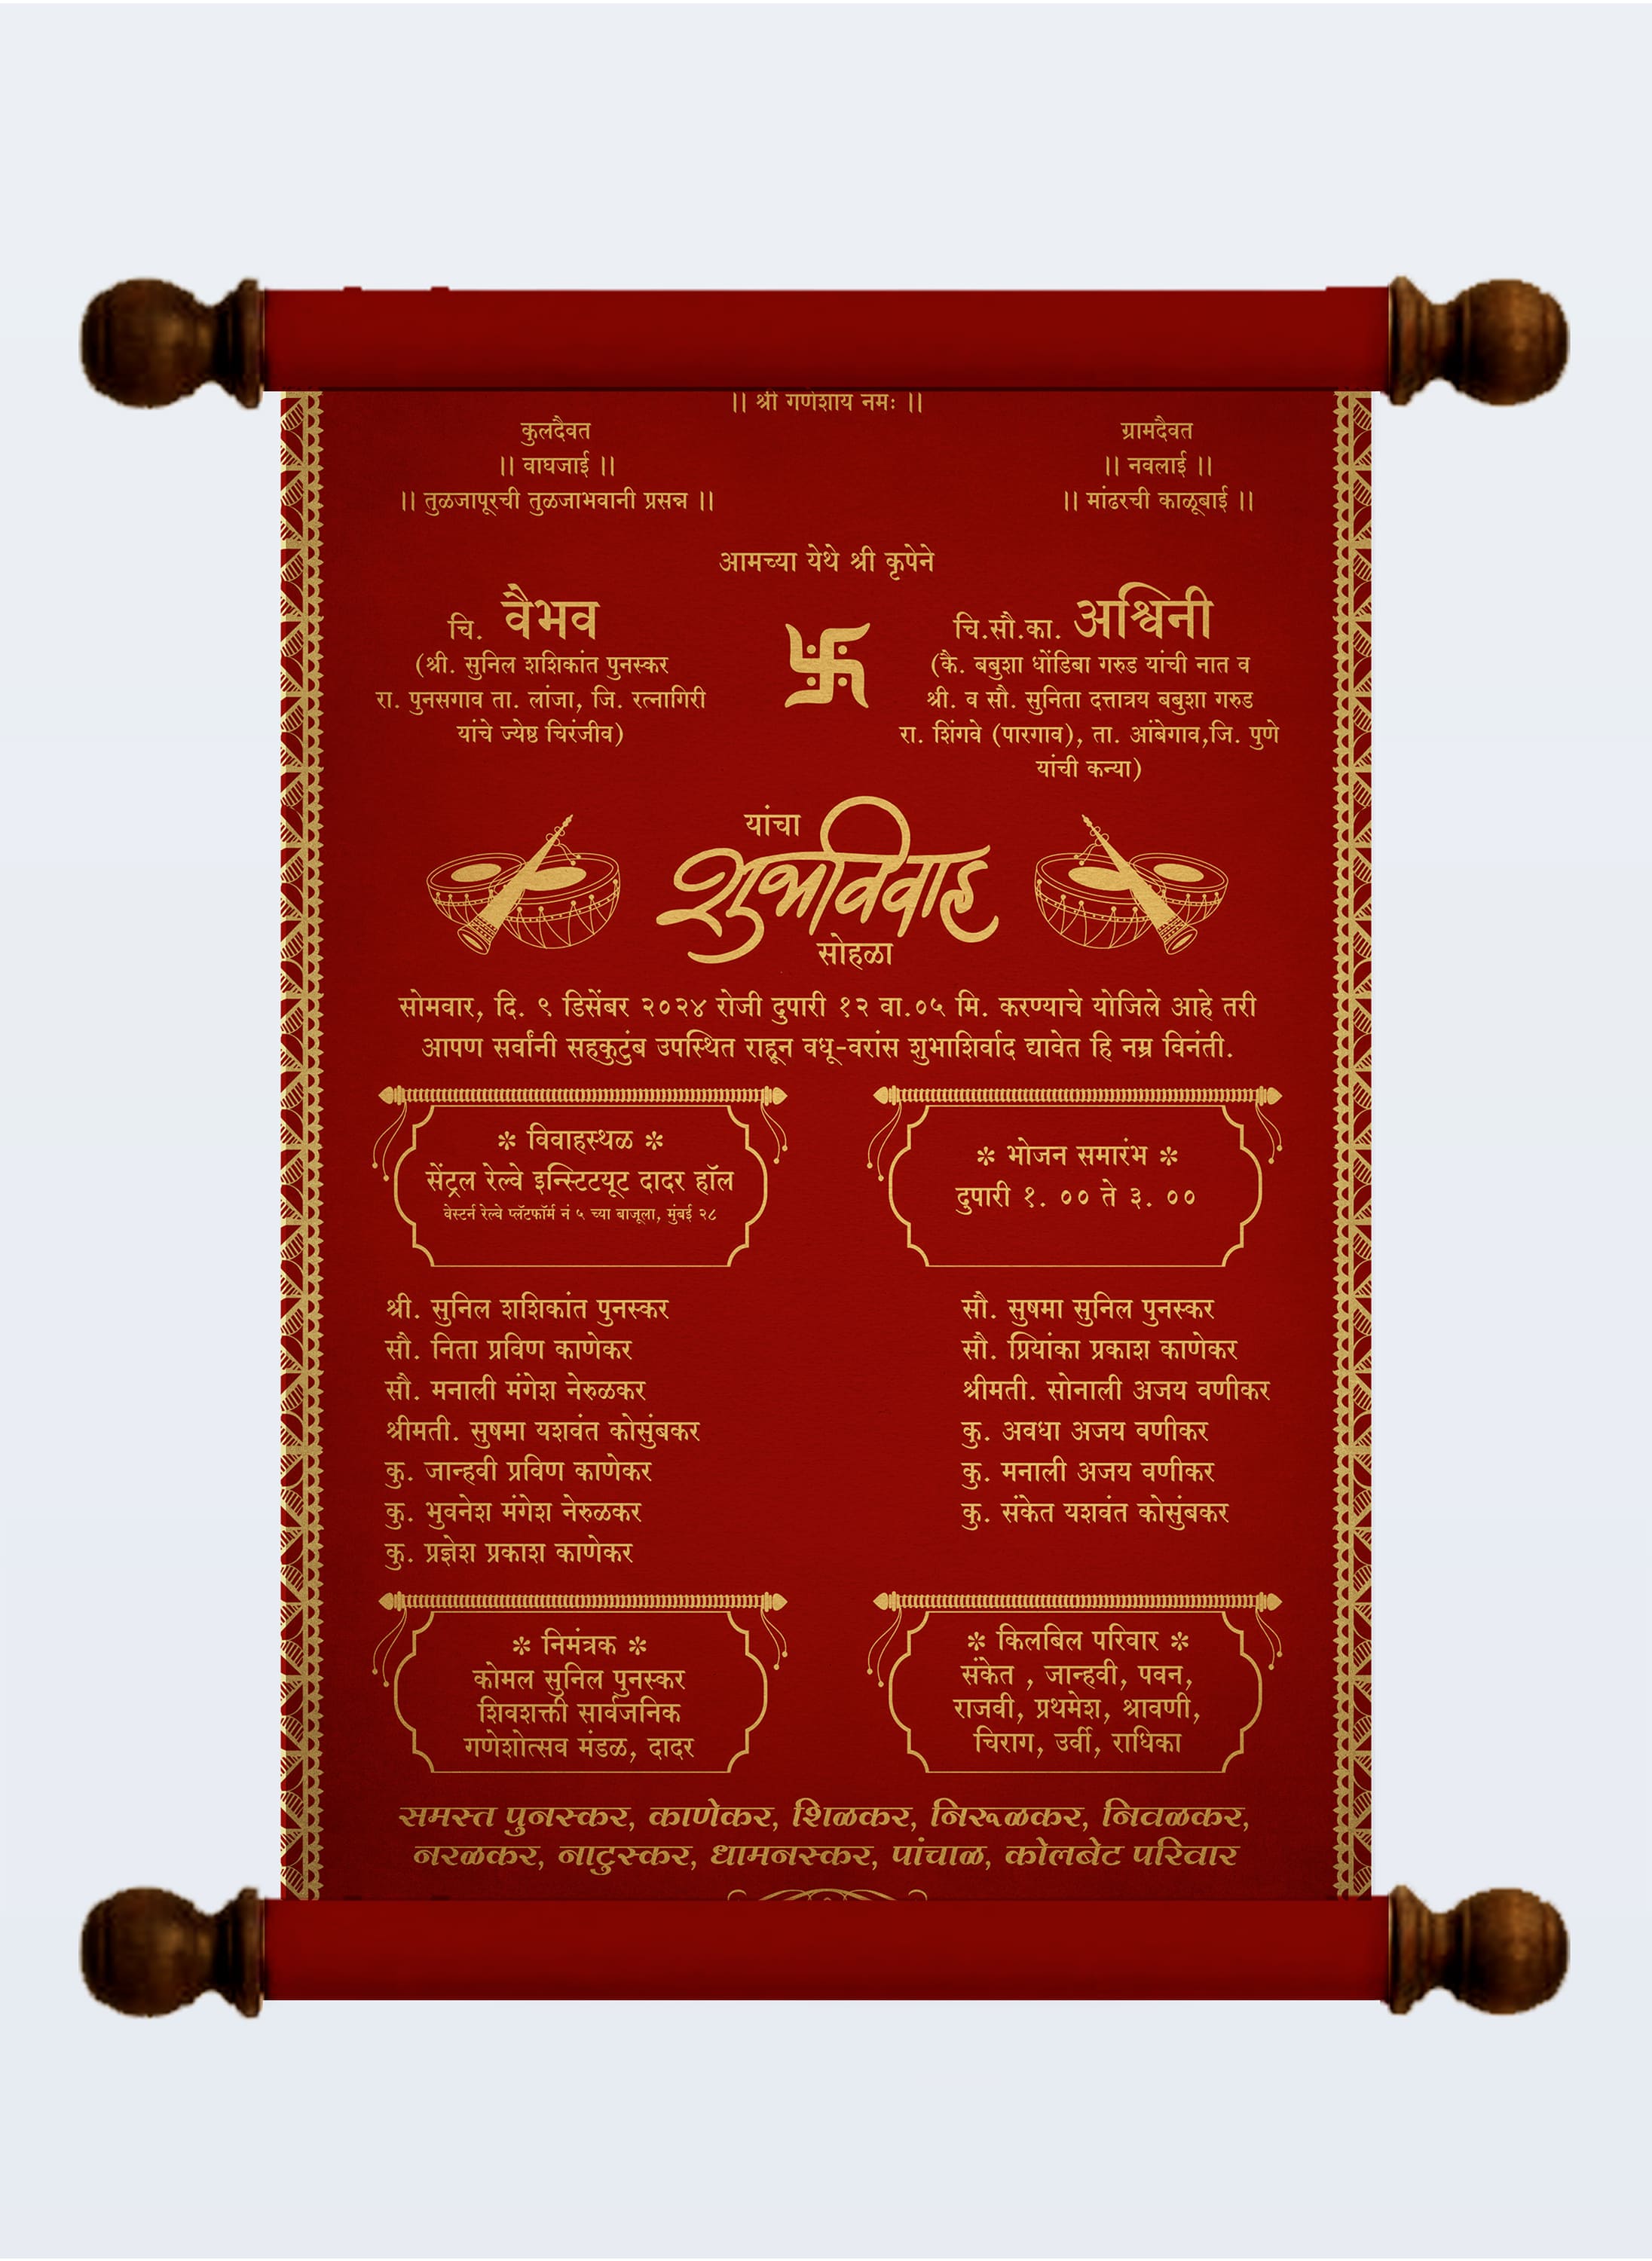 || श्री गणेशाय नमः ||
कुलदैवत
|| वाघजाई ||
|| तुळजापूरची तुळजाभवानी प्रसन्न ||
ग्रामदैवत
|| नवलाई ||
|| मांढरची काळूबाई ||
आमच्या येथे श्री कृपेने
चि. वैभव
(श्री. सुनिल शशिकांत पुनस्कर
रा. पुनसगाव ता. लांजा, जि. रत्नागिरी
यांचे ज्येष्ठ चिरंजीव)
चि.सौ.का. अश्विनी
(कै. बबुशा धोंडिबा गरुड यांची नात व
श्री. व सौ. सुनिता दत्तात्रय बबुशा गरुड
रा. शिंगवे (पारगाव), ता. आंबेगाव,जि. पुणे
यांची कन्या)
यांचा
शुभविवाह
सोहळा
सोमवार, दि. ९ डिसेंबर २०२४ रोजी दुपारी १२ वा.०५ मि. करण्याचे योजिले आहे तरी
आपण सर्वांनी सहकुटुंब उपस्थित राहून वधू-वरांस शुभाशिर्वाद द्यावेत हि नम्र विनंती.
✼ विवाहस्थळ ✼
सेंट्रल रेल्वे इन्स्टिटयूट दादर हॉल
वेस्टर्न रेल्वे प्लॅटफॉर्म नं ५ च्या बाजूला, मुंबई २८
✼ भोजन समारंभ ✼
दुपारी १. ०० ते ३. ००
श्री. सुनिल शशिकांत पुनस्कर
सौ. निता प्रविण काणेकर
सौ. मनाली मंगेश नेरुळकर
श्रीमती. सुषमा यशवंत कोसुंबकर
कु. जान्हवी प्रविण काणेकर
कु. भुवनेश मंगेश नेरुळकर
कु. प्रज्ञेश प्रकाश काणेकर
सौ. सुषमा सुनिल पुनस्कर
सौ. प्रियांका प्रकाश काणेकर
श्रीमती. सोनाली अजय वणीकर
कु. अवधा अजय वणीकर
कु. मनाली अजय वणीकर
कु. संकेत यशवंत कोसुंबकर
✼ निमंत्रक ✼
कोमल सुनिल पुनस्कर
शिवशक्ती सार्वजनिक
गणेशोत्सव मंडळ, दादर
✼ किलबिल परिवार ✼
संकेत , जान्हवी, पवन,
राजवी, प्रथमेश, श्रावणी,
चिराग, उर्वी, राधिका
समस्त पुनस्कर, काणेकर, शिळकर, निरूळकर, निवळकर,
नरळकर, नाटुस्कर, धामनस्कर, पांचाळ, कोलबेट परिवार